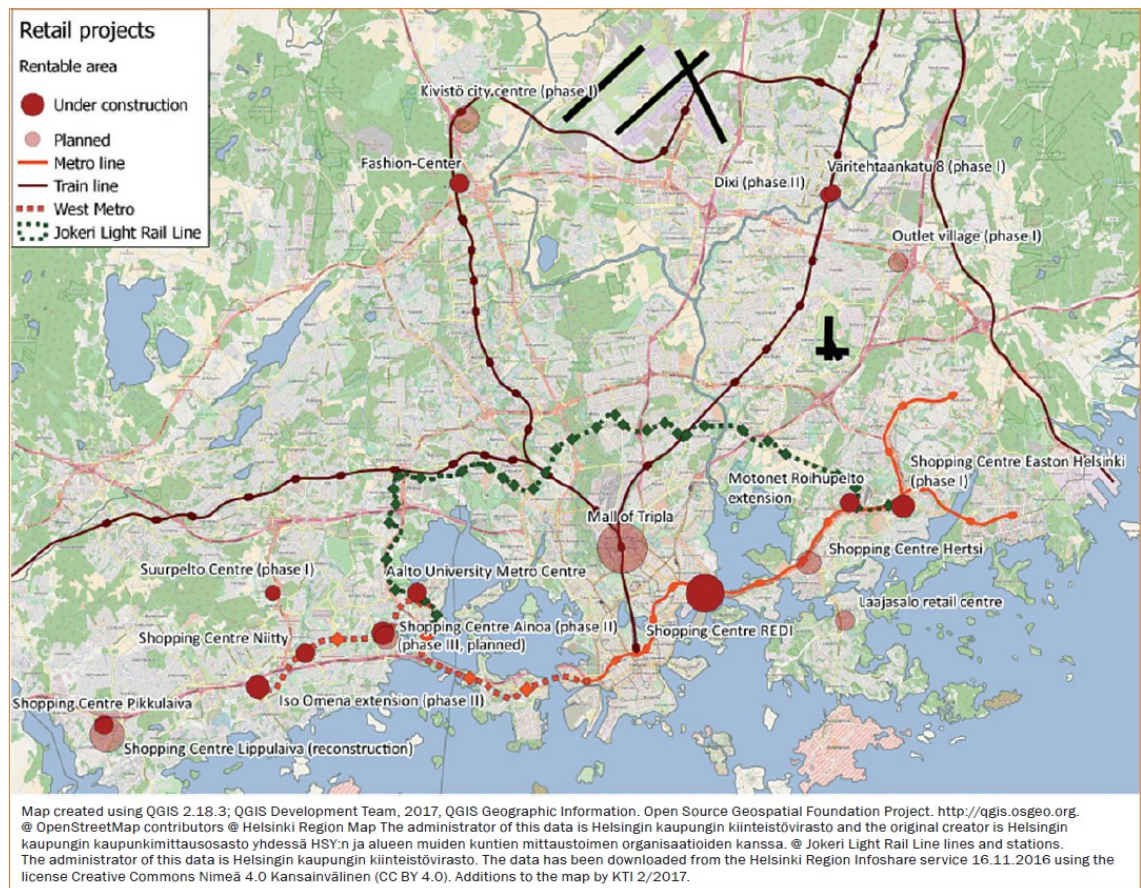 Retail projects
Rentable area
Under construction
Planned
Metro line
Train line
West Metro
Jokeri Light Rail Line
Kivistö city centre (phase I)
Fashion-Center
Väritehtaankatu 8 (phase I)
Dixi (phase II)
Outlet village (phase I)
Shopping Centre Easton Helsinki
(phase I)
Motonet Roihupelto
extension
Mall of Tripla
Shopping Centre Hertsi
Suurpelto Centre (phase I)
Aalto University Metro Centre
Laajasalo retail centre
Shopping Centre Ainoa (phase II)
(phase III, planned)
Shopping Centre REDI
Shopping Centre Niitty
Iso Omena extension (phase II)
Shopping Centre Pikkulaiva
Shopping Centre Lippulaiva (reconstruction)
Map created using QGIS 2.18.3; QGIS Development Team, 2017, QGIS Geographic Information. Open Source Geospatial Foundation Project. http://qgis.osgeo.org.
@ OpenStreetMap contributors @ Helsinki Region Map The administrator of this data is Helsingin kaupungin kiinteistövirasto and the original creator is Helsingin
kaupungin kaupunkimittausosasto yhdessä HSY:n ja alueen muiden kuntien mittaustoimen organisaatioiden kanssa. @ Jokeri Light Rail Line lines and stations.
The administrator of this data is Helsingin kaupungin kiinteistövirasto. The data has been downloaded from the Helsinki Region Infoshare service 16.11.2016 using the
license Creative Commons Nimeä 4.0 Kansainvälinen (CC BY 4.0). Additions to the map by KTI 2/2017.